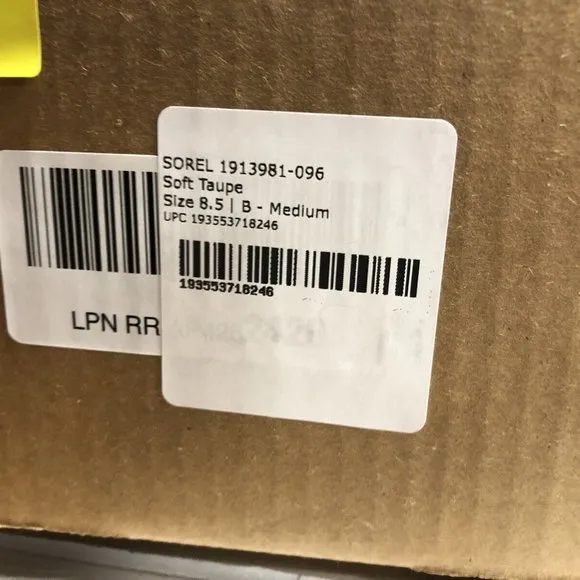 SOREL 1913981-096
Soft Taupe
Size 8.5 | B - Medium
UPC 193553718246
193553718246
LPN RR